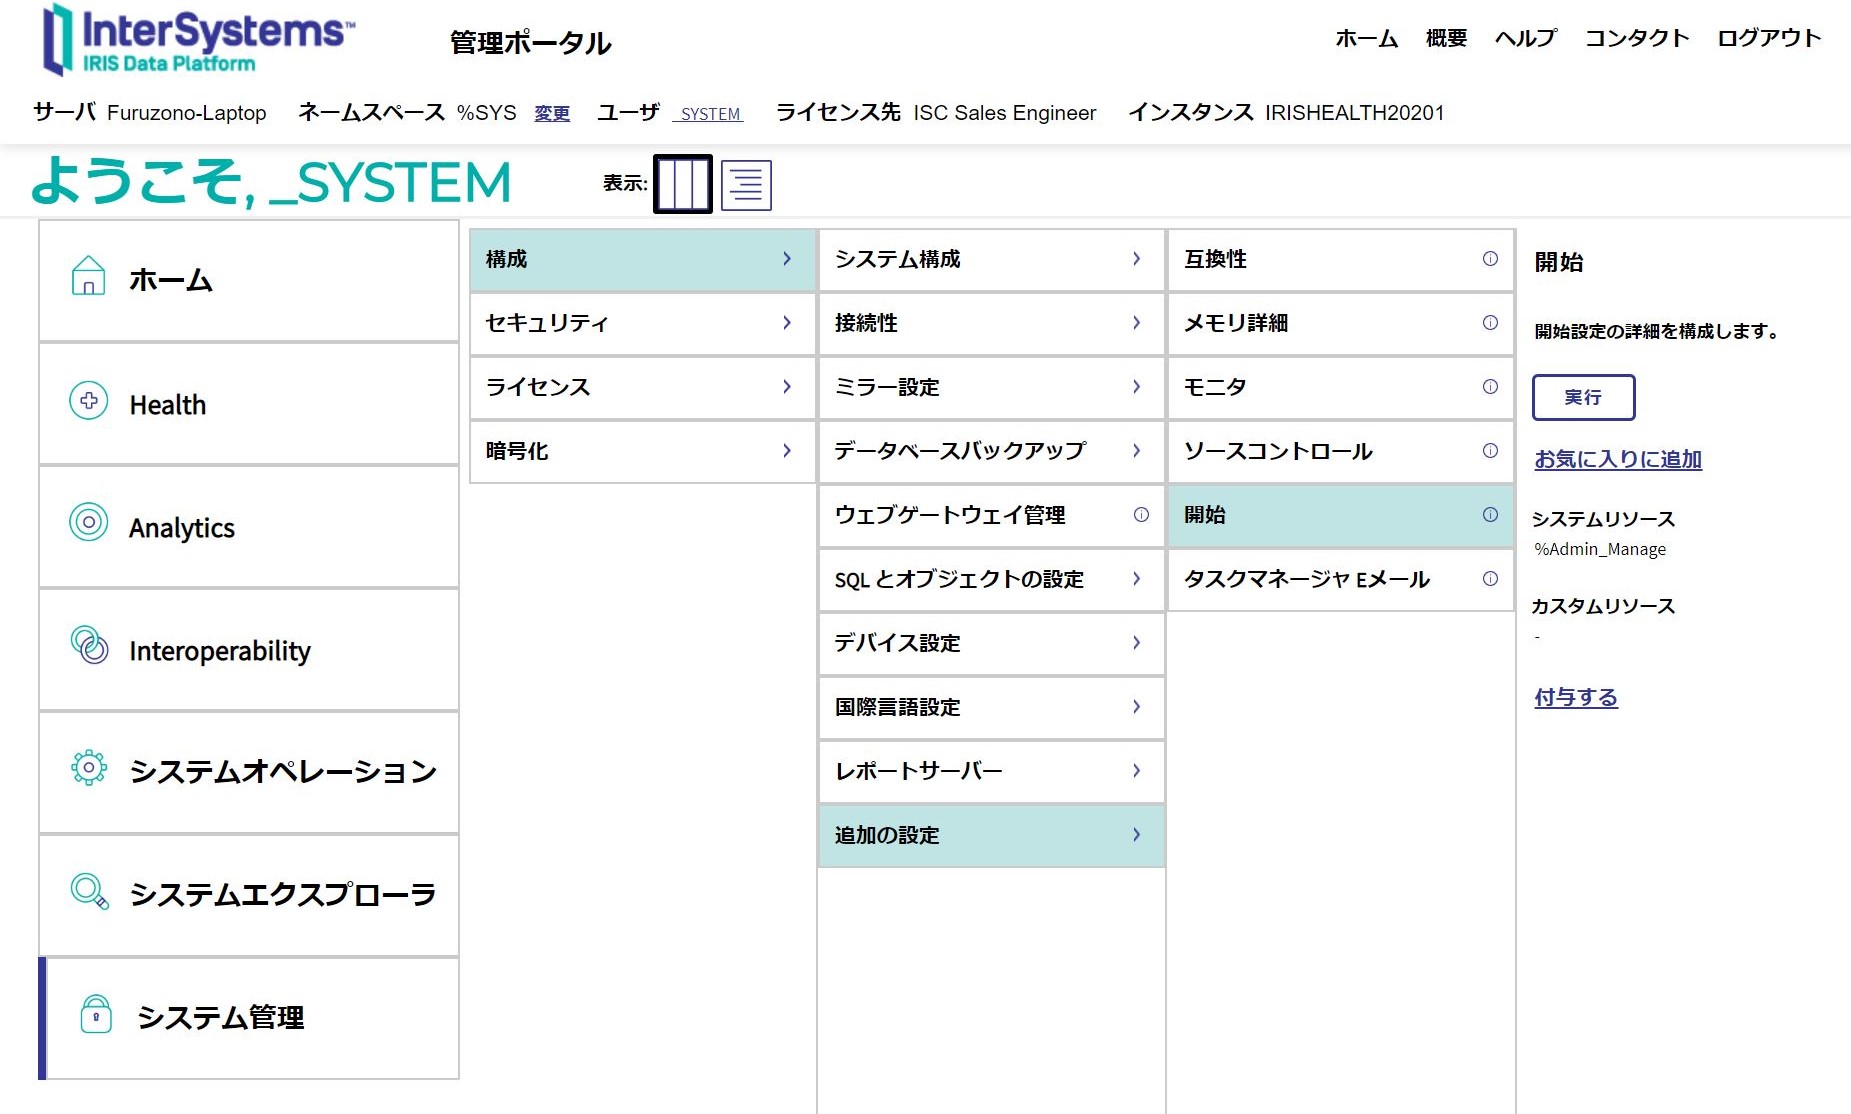 InterSystems™
IRIS Data Platform
管理ポータル
ホーム 概要 ヘルプ コンタクト ログアウト
サーバ Furuzono-Laptop ネームスペース %SYS 変更 ユーザ _SYSTEM ライセンス先 ISC Sales Engineer インスタンス IRISHEALTH20201
ようこそ, _SYSTEM
表示:
ホーム
Health
Analytics
Interoperability
システムオペレーション
システムエクスプローラ
システム管理
構成
セキュリティ
ライセンス
暗号化
システム構成
接続性
ミラー設定
データベースバックアップ
ウェブゲートウェイ管理
SQL とオブジェクトの設定
デバイス設定
国際言語設定
レポートサーバー
追加の設定
互換性
メモリ詳細
モニタ
ソースコントロール
開始
タスクマネージャ Eメール
開始
開始設定の詳細を構成します。
実行
お気に入りに追加
システムリソース
%Admin_Manage
カスタムリソース
-
付与する